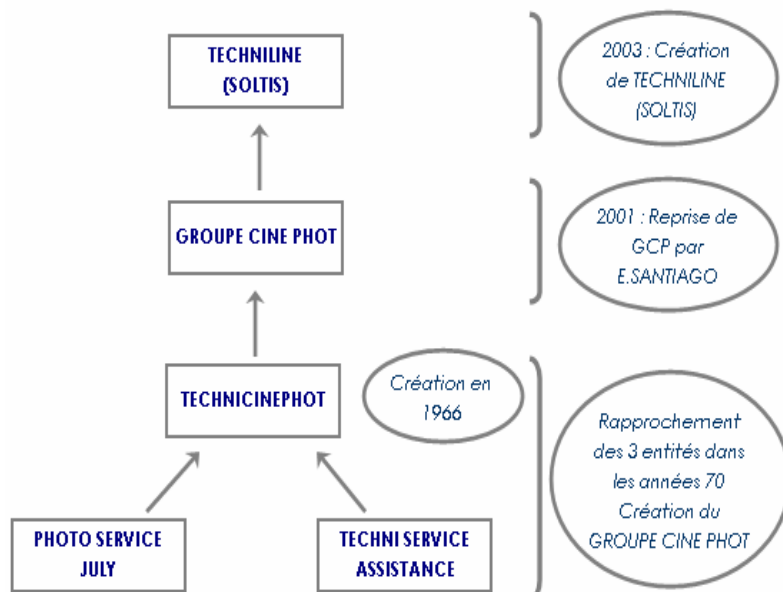 TECHNILINE
(SOLTIS)
2003 : Création
de TECHNILINE
(SOLTIS)
GROUPE CINE PHOT
2001 : Reprise de
GCP par
E.SANTIAGO
TECHNICINEPHOT
Création en
1966
Rapprochement
des 3 entités dans
les années 70
Création du
GROUPE CINE PHOT
PHOTO SERVICE
JULY
TECHNI SERVICE
ASSISTANCE